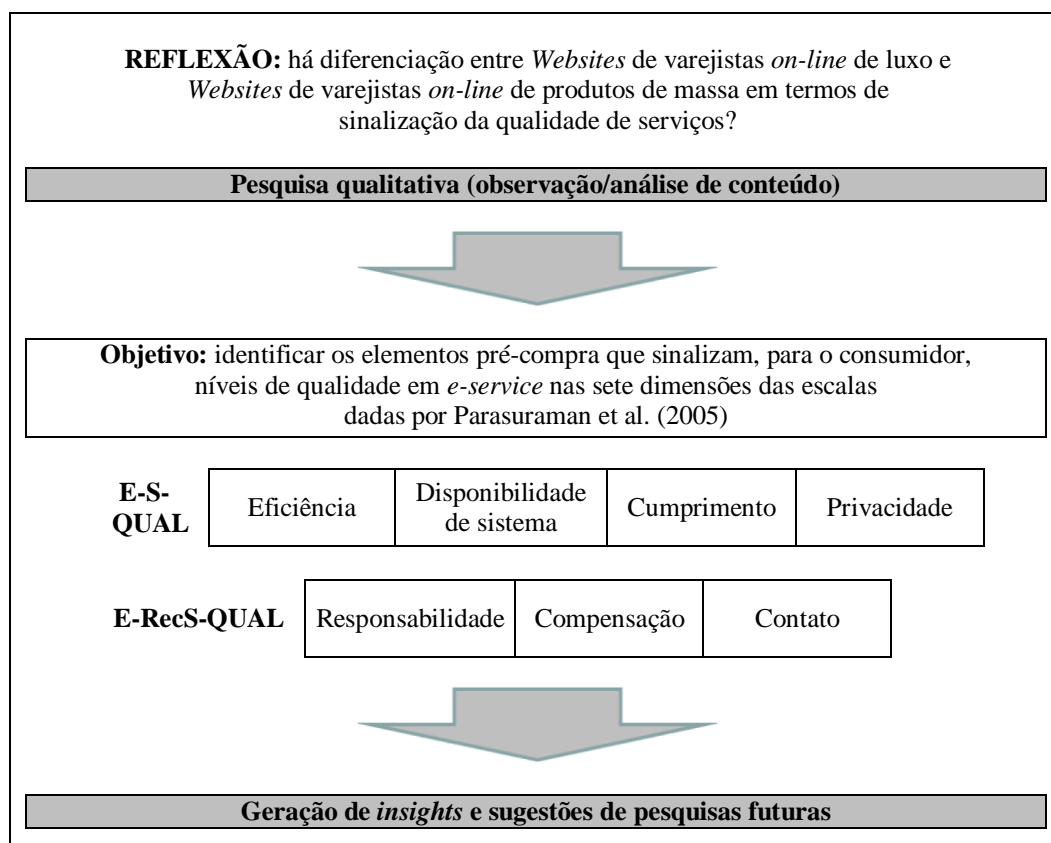 REFLEXÃO: há diferenciação entre Websites de varejistas on-line de luxo e
Websites de varejistas on-line de produtos de massa em termos de
sinalização da qualidade de serviços?
Pesquisa qualitativa (observação/análise de conteúdo)
Objetivo: identificar os elementos pré-compra que sinalizam, para o consumidor,
níveis de qualidade em e-service nas sete dimensões das escalas
dadas por Parasuraman et al. (2005)
E-S-
QUAL
Eficiência
Disponibilidade
de sistema
Cumprimento
Privacidade
E-RecS-QUAL
Responsabilidade
Compensação
Contato
Geração de insights e sugestões de pesquisas futuras